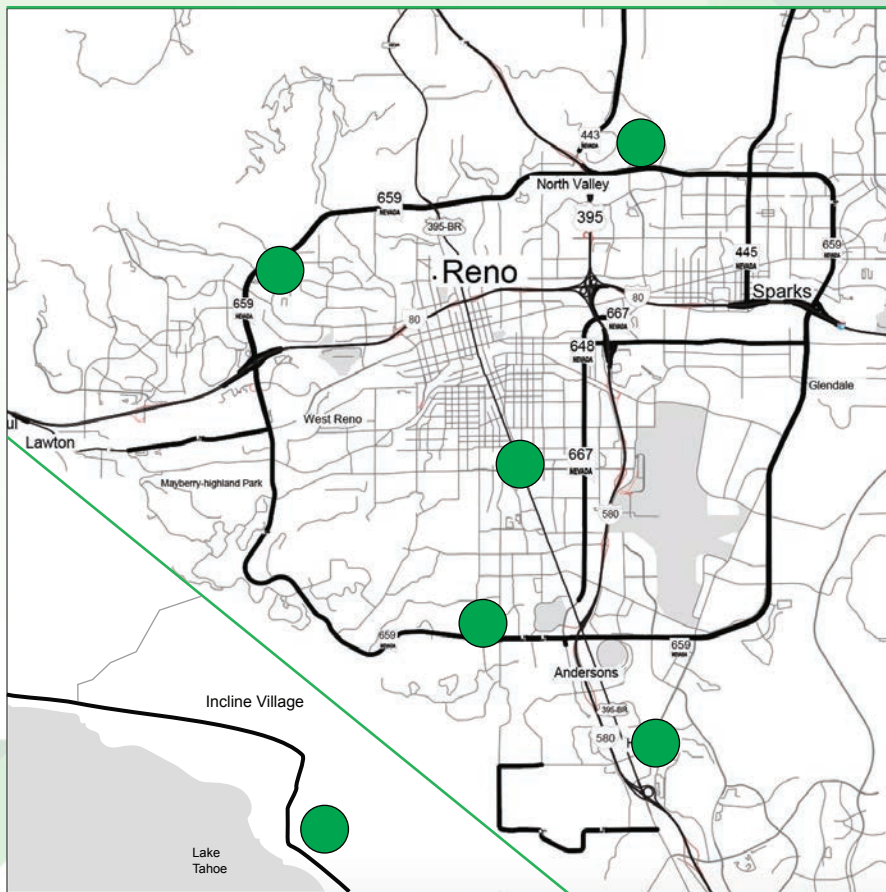 443
NEVADA
North Valley
659
NEVADA
395-BR
395
445
NEVADA
659
NEVADA
Reno
80
Sparks
659
NEVADA
80
667
NEVADA
648
NEVADA
Glendale
West Reno
ul
Lawton
667
NEVADA
Mayberry-highland Park
580
659
NEVADA
659
Andersons
Incline Village
395-BR
580
Lake
Tahoe